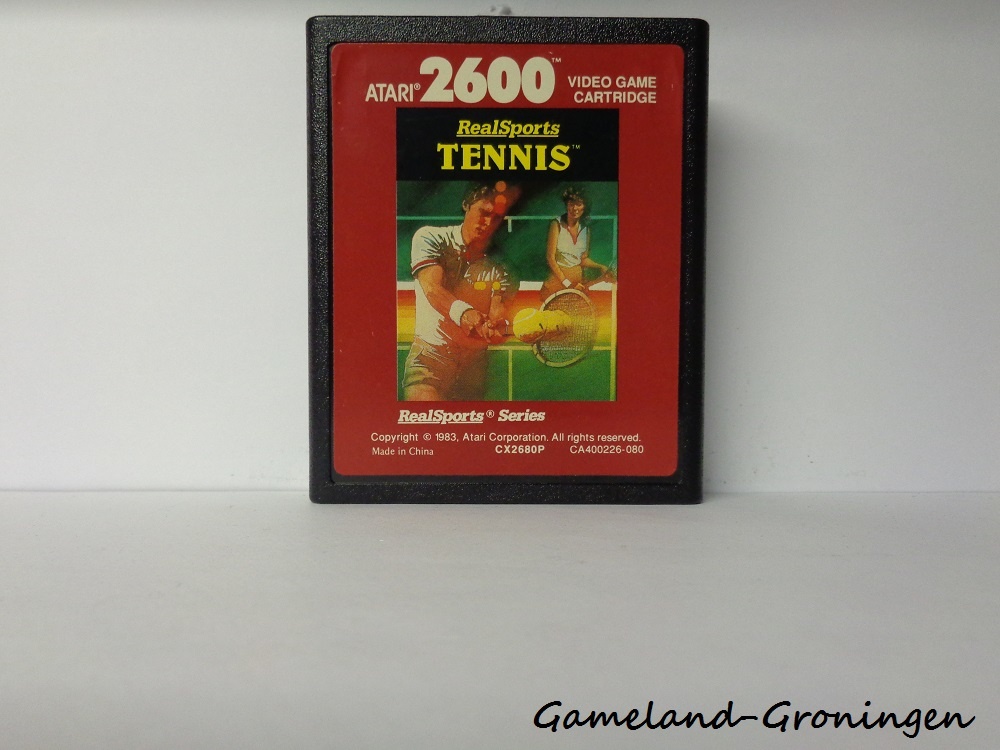 ATARI® 2600™ VIDEO GAME
CARTRIDGE
RealSports
TENNIS™
RealSports® Series
Copyright © 1983, Atari Corporation. All rights reserved.
Made in China CX2680P CA400226-080
Gameland-Groningen